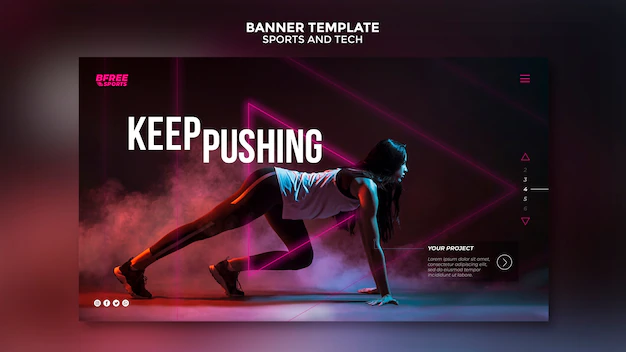 BANNER TEMPLATE
SPORTS AND TECH
BFREE
SPORTS
KEEP
PUSHING
2
3
4
5
6
YOUR PROJECT
Lorem ipsum dolor sit amet,
consectetur adipiscing elit,
sed do eiusmod incididunt
ut labore.